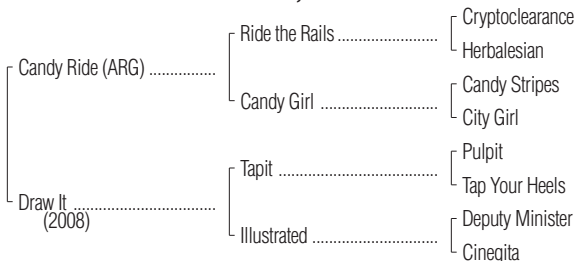 Cryptoclearance
Ride the Rails ........................
Herbalesian
Candy Ride (ARG) ................
Candy Stripes
Candy Girl ............................
City Girl
Pulpit
Tapit ......................................
Tap Your Heels
Draw It ..................................
(2008)
Deputy Minister
Illustrated ..............................
Cinegita